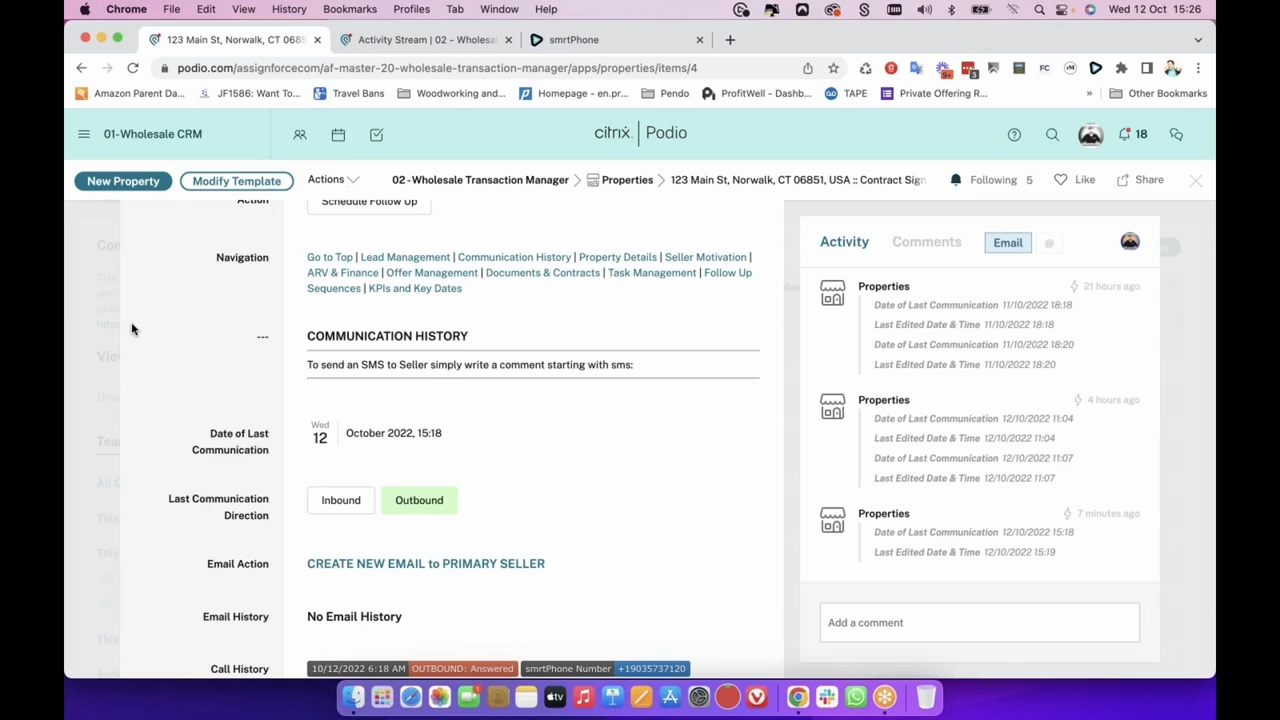 Chrome File Edit View History Bookmarks Profiles Tab Window Help Wed 12 Oct 15:26
123 Main St, Norwalk, CT 0685 Activity Stream | 02 - Wholesa smrtPhone
podio.com/assignforcecom/af-master-20-wholesale-transaction-manager/apps/properties/items/4
Amazon Parent Da... JF1586: Want To... Travel Bans Woodworking and... Homepage - en.pr... Pendo ProfitWell - Dashb... TAPE Private Offering R... » Other Bookmarks
01-Wholesale CRM citrix | Podio 18
New Property Modify Template Actions 02 - Wholesale Transaction Manager Properties 123 Main St, Norwalk, CT 06851, USA :: Contract Sign Following 5 Like Share
Action Schedule Follow Up
Navigation
Go to Top | Lead Management | Communication History | Property Details | Seller Motivation |
ARV & Finance | Offer Management | Documents & Contracts | Task Management | Follow Up
Sequences | KPIs and Key Dates
--- COMMUNICATION HISTORY
To send an SMS to Seller simply write a comment starting with sms:
Date of Last
Communication
Wed
12
October 2022, 15:18
Last Communication
Direction
Inbound Outbound
Email Action CREATE NEW EMAIL to PRIMARY SELLER
Email History No Email History
Call History 10/12/2022 6:18 AM OUTBOUND: Answered smrtPhone Number +19035737120
Activity Comments Email @
Properties 21 hours ago
Date of Last Communication 11/10/2022 18:18
Last Edited Date & Time 11/10/2022 18:18
Date of Last Communication 11/10/2022 18:20
Last Edited Date & Time 11/10/2022 18:20
Properties 4 hours ago
Date of Last Communication 12/10/2022 11:04
Last Edited Date & Time 12/10/2022 11:04
Date of Last Communication 12/10/2022 11:07
Last Edited Date & Time 12/10/2022 11:07
Properties 7 minutes ago
Date of Last Communication 12/10/2022 15:18
Last Edited Date & Time 12/10/2022 15:19
Add a comment